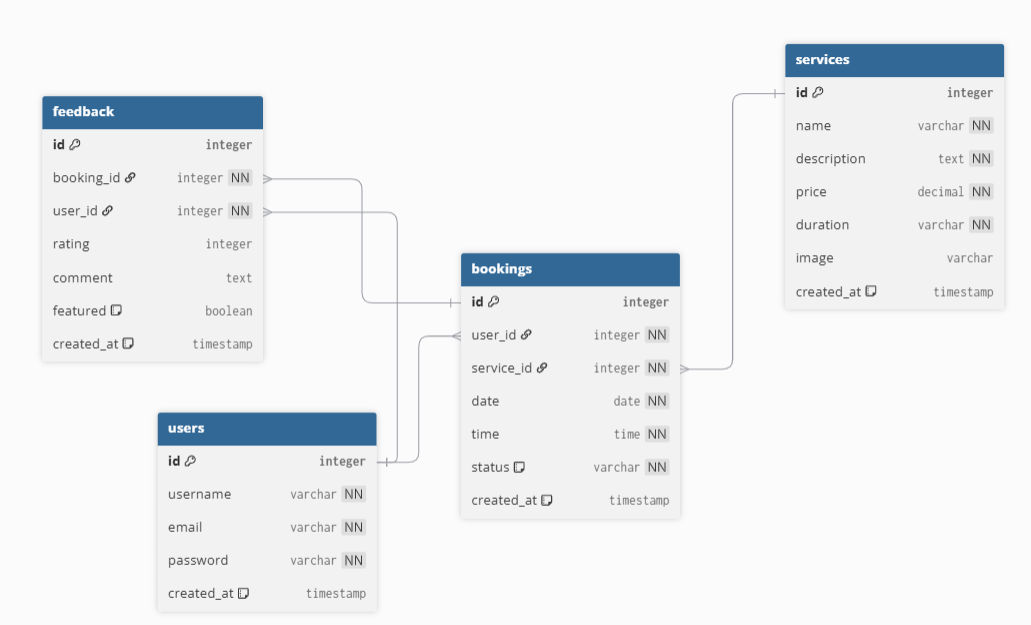 services
id integer
name varchar NN
description text NN
price decimal NN
duration varchar NN
image varchar
created_at timestamp
feedback
id integer
booking_id integer NN
user_id integer NN
rating integer
comment text
featured boolean
created_at timestamp
bookings
id integer
user_id integer NN
service_id integer NN
date date NN
time time NN
status varchar NN
created_at timestamp
users
id integer
username varchar NN
email varchar NN
password varchar NN
created_at timestamp